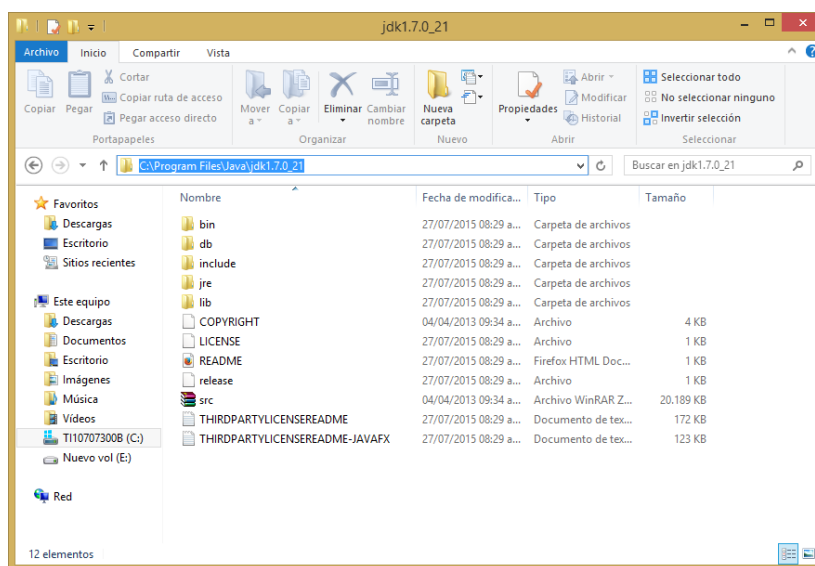 jdk1.7.0_21
Archivo Inicio Compartir Vista
Copiar
Pegar
Cortar
Copiar ruta de acceso
Pegar acceso directo
Portapapeles
Mover a
Copiar a
Eliminar
Cambiar nombre
Organizar
Nueva carpeta
Nuevo
Propiedades
Abrir
Modificar
Historial
Abrir
Seleccionar todo
No seleccionar ninguno
Invertir selección
Seleccionar
C:\Program Files\Java\jdk1.7.0_21
Buscar en jdk1.7.0_21
Favoritos
Descargas
Escritorio
Sitios recientes
Este equipo
Descargas
Documentos
Escritorio
Imágenes
Música
Vídeos
TI10707300B (C:)
Nuevo vol (E:)
Red
Nombre Fecha de modifica... Tipo Tamaño
bin 27/07/2015 08:29 a... Carpeta de archivos
db 27/07/2015 08:29 a... Carpeta de archivos
include 27/07/2015 08:29 a... Carpeta de archivos
jre 27/07/2015 08:29 a... Carpeta de archivos
lib 27/07/2015 08:29 a... Carpeta de archivos
COPYRIGHT 04/04/2013 09:34 a... Archivo 4 KB
LICENSE 27/07/2015 08:29 a... Archivo 1 KB
README 27/07/2015 08:29 a... Firefox HTML Doc... 1 KB
release 27/07/2015 08:29 a... Archivo 1 KB
src 04/04/2013 09:34 a... Archivo WinRAR Z... 20.189 KB
THIRDPARTYLICENSEREADME 27/07/2015 08:29 a... Documento de tex... 172 KB
THIRDPARTYLICENSEREADME-JAVAFX 27/07/2015 08:29 a... Documento de tex... 123 KB
12 elementos